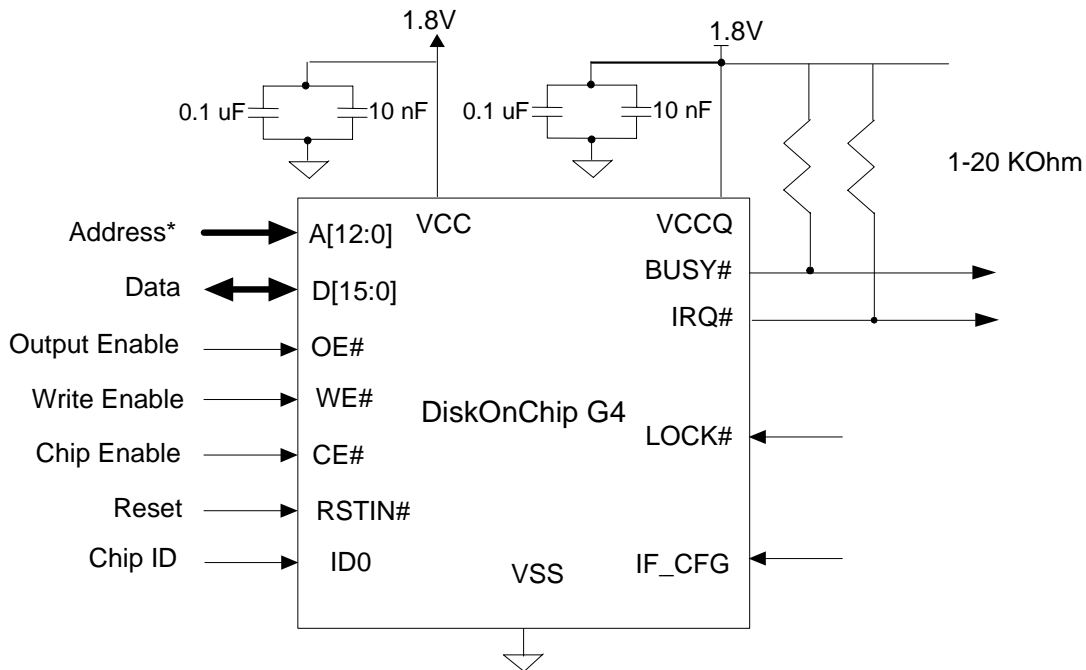 1.8V
1.8V
0.1 uF
10 nF
0.1 uF
10 nF
1-20 KOhm
Address*
A[12:0]
VCC
VCCQ
BUSY#
Data
D[15:0]
IRQ#
Output Enable
OE#
Write Enable
WE#
DiskOnChip G4
LOCK#
Chip Enable
CE#
Reset
RSTIN#
Chip ID
ID0
VSS
IF_CFG